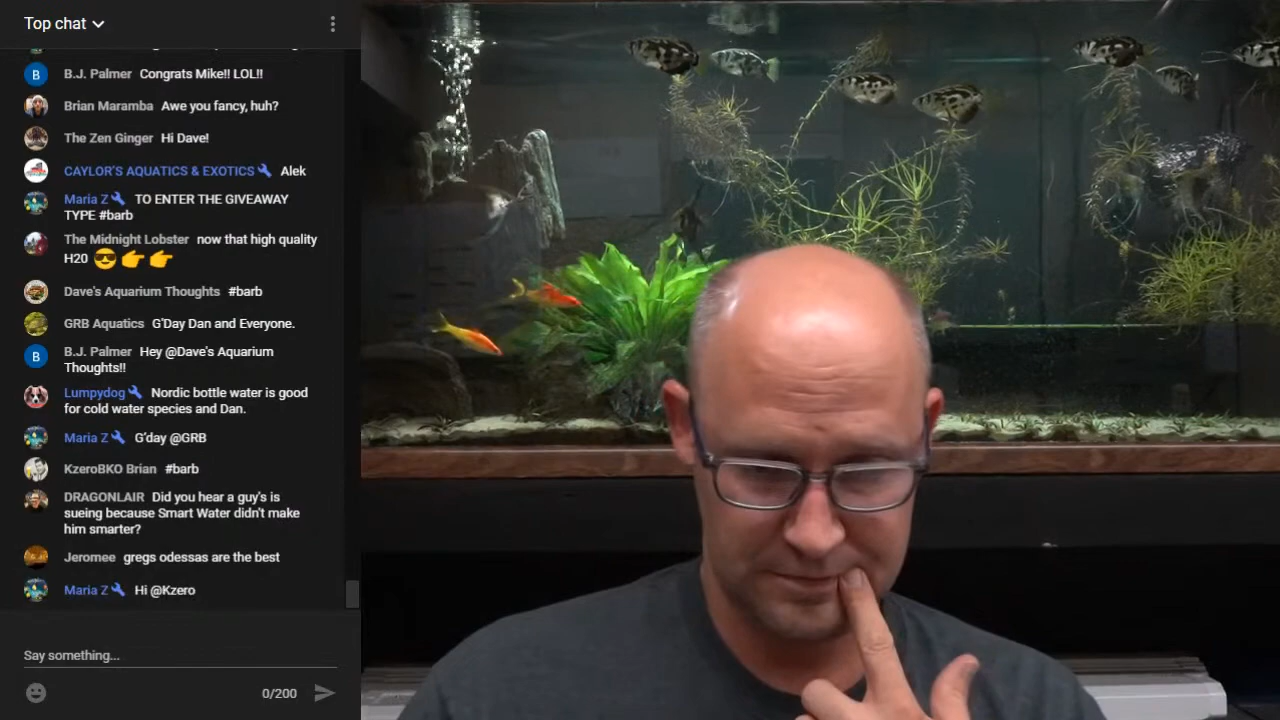 Top chat
B
B.J. Palmer Congrats Mike!! LOL!!
Brian Maramba Awe you fancy, huh?
The Zen Ginger Hi Dave!
CAYLOR'S AQUATICS & EXOTICS Alek
Maria Z TO ENTER THE GIVEAWAY
TYPE #barb
The Midnight Lobster now that high quality
H20 😎 👉 👉
Dave's Aquarium Thoughts #barb
GRB Aquatics G'Day Dan and Everyone.
B
B.J. Palmer Hey @Dave's Aquarium
Thoughts!!
Lumpydog Nordic bottle water is good
for cold water species and Dan.
Maria Z G'day @GRB
KzeroBKO Brian #barb
DRAGONLAIR Did you hear a guy's is
sueing because Smart Water didn't make
him smarter?
Jeromee gregs odessas are the best
Maria Z Hi @Kzero
Say something...
0/200